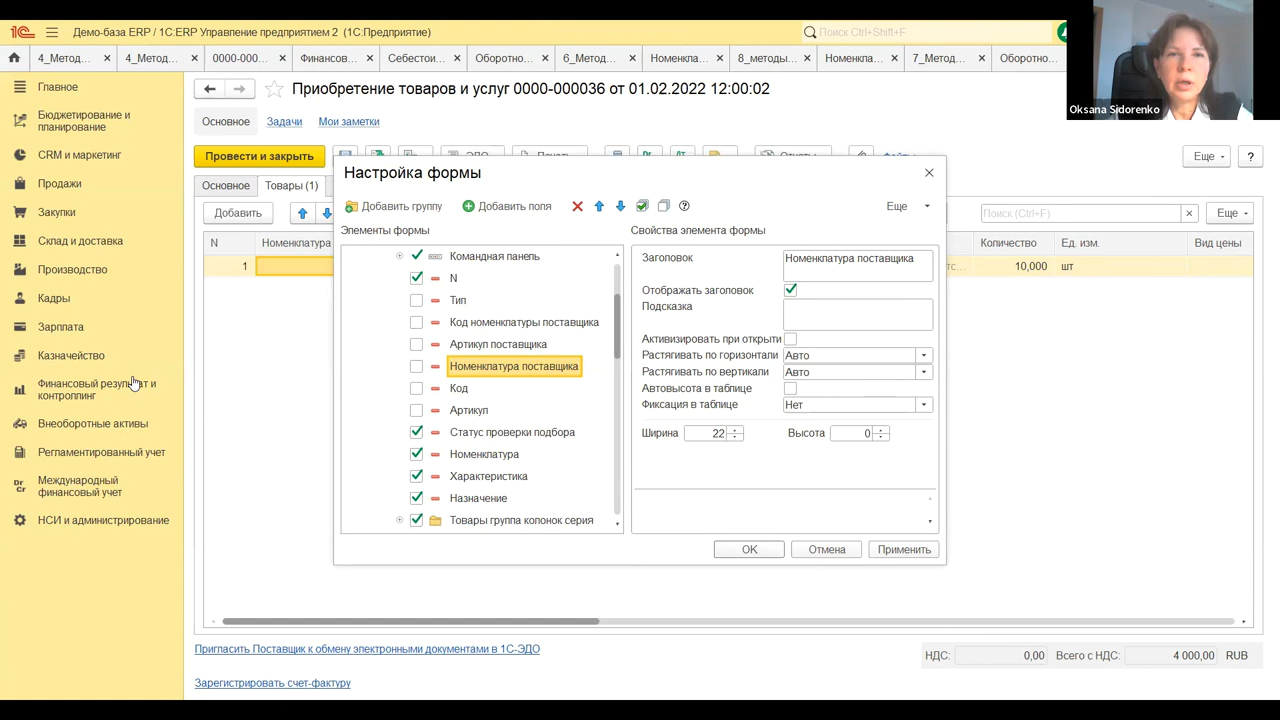 1С Демо-база ERP / 1С:ERP Управление предприятием 2 (1С:Предприятие)
Поиск Ctrl+Shift+F
4_Метод...
4_Метод...
0000-000...
Финансов...
Себестои...
Оборотно...
6_Метод...
Номенкла...
8_методы...
Номенкла...
7_Метод...
Оборотно...
Oksana Sidorenko
Главное
Бюджетирование и
планирование
CRM и маркетинг
Продажи
Закупки
Склад и доставка
Производство
Кадры
Зарплата
Казначейство
Финансовый результат и
контроллинг
Внеоборотные активы
Регламентированный учет
Международный
финансовый учет
НСИ и администрирование
Приобретение товаров и услуг 0000-000036 от 01.02.2022 12:00:02
Основное Задачи Мои заметки
Провести и закрыть
Еще
?
Основное Товары (1)
Добавить
Поиск (Ctrl+F)
Еще
N Номенклатура Количество Ед. изм. Вид цены
1 10,000 шт
Настройка формы
Добавить группу Добавить поля Еще
Элементы формы
Командная панель
N
Тип
Код номенклатуры поставщика
Артикул поставщика
Номенклатура поставщика
Код
Артикул
Статус проверки подбора
Номенклатура
Характеристика
Назначение
Товары группа колонок серия
Свойства элемента формы
Заголовок Номенклатура поставщика
Отображать заголовок
Подсказка
Активизировать при открыти
Растягивать по горизонтали Авто
Растягивать по вертикали Авто
Автовысота в таблице
Фиксация в таблице Нет
Ширина 22 Высота 0
OK Отмена Применить
Пригласить Поставщик к обмену электронными документами в 1С-ЭДО
НДС: 0,00 Всего с НДС: 4 000,00 RUB
Зарегистрировать счет-фактуру